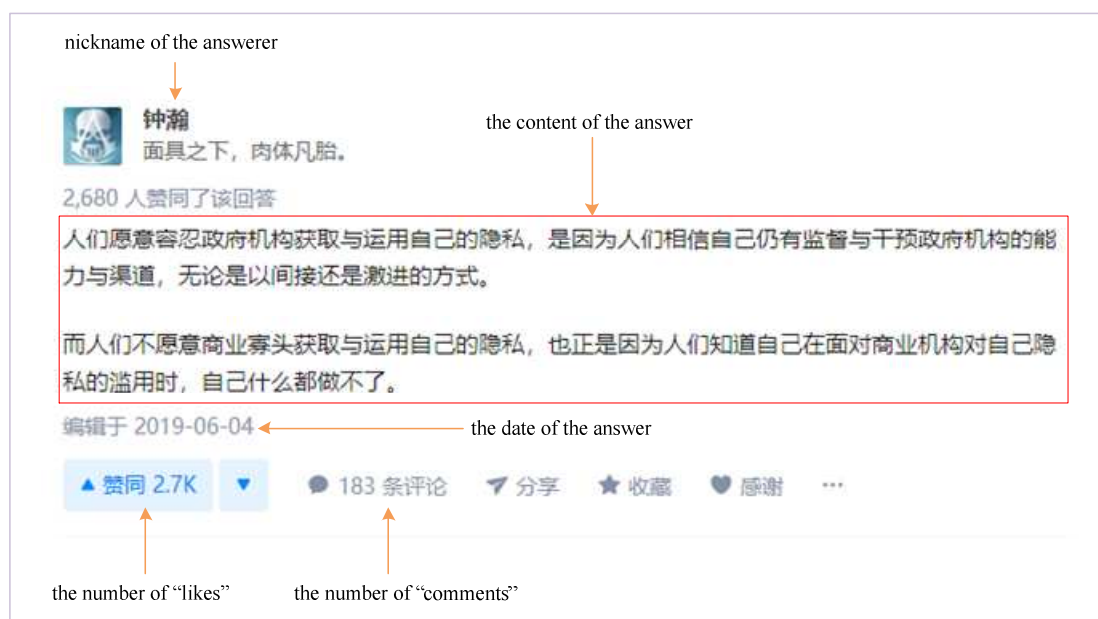 nickname of the answerer
钟瀚
the content of the answer
面具之下，肉体凡胎。
2,680 人赞同了该回答
人们愿意容忍政府机构获取与运用自己的隐私，是因为人们相信自己仍有监督与干预政府机构的能
力与渠道，无论是以间接还是激进的方式。
而人们不愿意商业寡头获取与运用自己的隐私，也正是因为人们知道自己在面对商业机构对自己隐
私的滥用时，自己什么都做不了。
编辑于 2019-06-04
the date of the answer
赞同 2.7K 183 条评论 分享 收藏 感谢 ···
the number of “likes” the number of “comments”